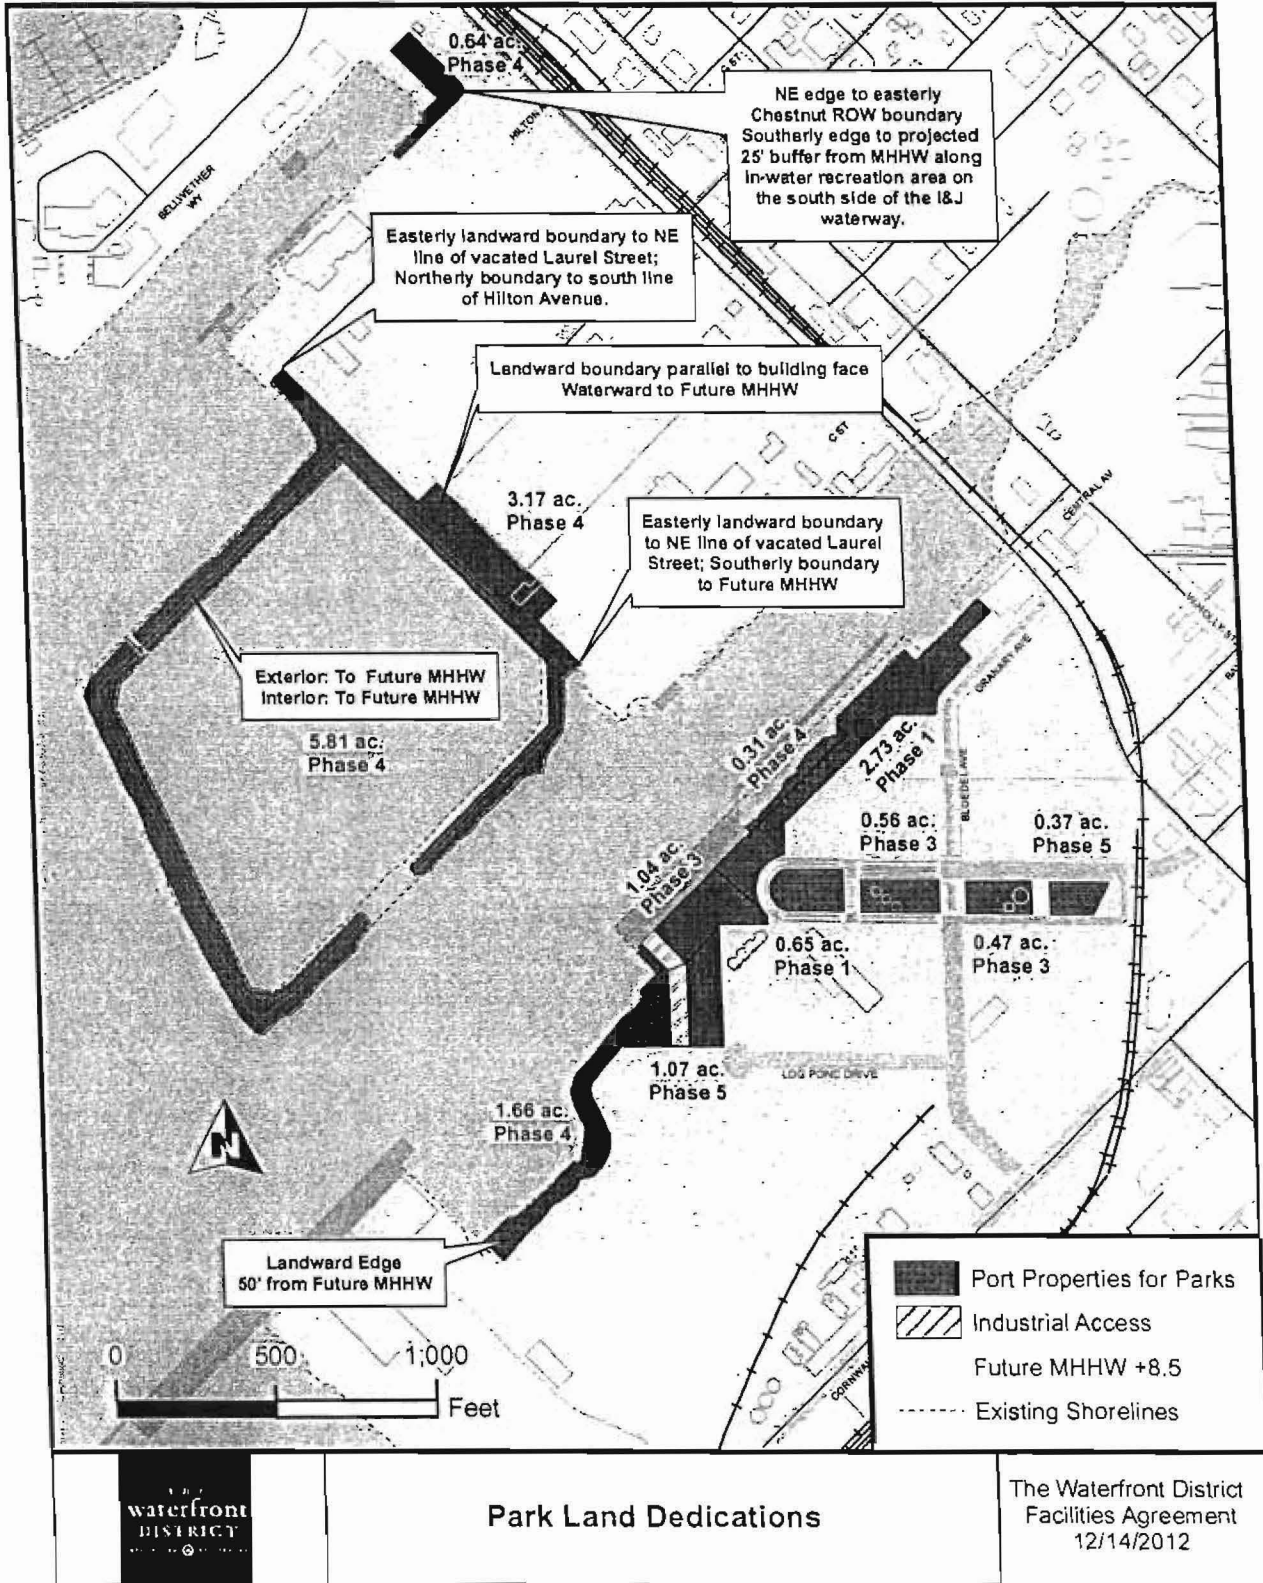 0.64 ac.
Phase 4
C ST
HILTON A
NE edge to easterly
Chestnut ROW boundary
Southerly edge to projected
25' buffer from MHHW along
in-water recreation area on
the south side of the I&J
waterway.
BELLWETHER
WY
Easterly landward boundary to NE
line of vacated Laurel Street;
Northerly boundary to south line
of Hilton Avenue.
Landward boundary parallel to building face
Waterward to Future MHHW
C ST
3.17 ac.
Phase 4
CENTRAL AV
Easterly landward boundary
to NE line of vacated Laurel
Street; Southerly boundary
to Future MHHW
GRANARY AVE
Exterior: To Future MHHW
Interior: To Future MHHW
5.81 ac.
Phase 4
0.31 ac.
Phase 4
2.73 ac.
Phase 1
BLOEDEL AVE
0.56 ac.
Phase 3
0.37 ac.
Phase 5
1.04 ac.
Phase 3
0.65 ac.
Phase 1
0.47 ac.
Phase 3
1.07 ac.
Phase 5
LOG POND DRIVE
1.66 ac.
Phase 4
N
Landward Edge
50' from Future MHHW
CORNWA
0 500 1,000
Feet
Port Properties for Parks
Industrial Access
Future MHHW +8.5
Existing Shorelines
waterfront
DISTRICT
Park Land Dedications
The Waterfront District
Facilities Agreement
12/14/2012